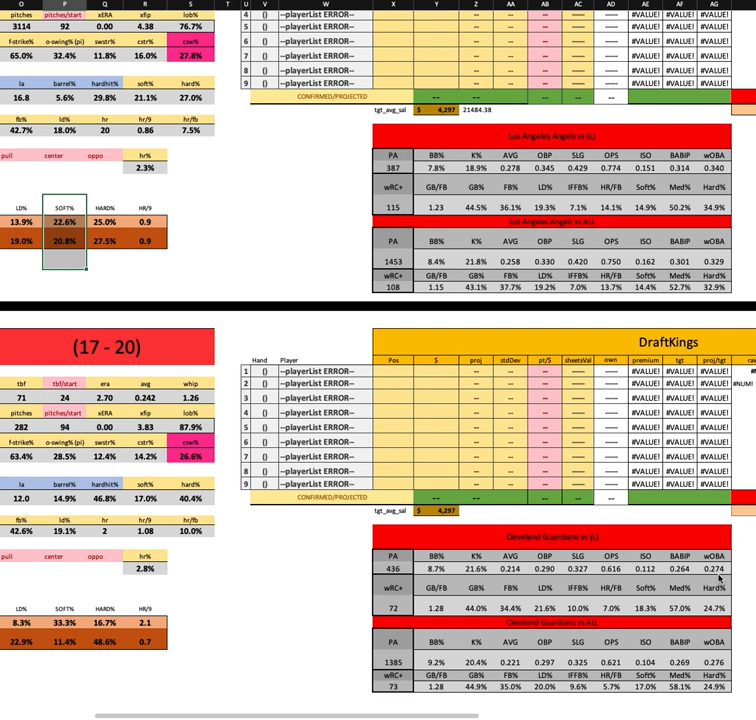 O P Q R S T U V W X Y Z AA AB AC AD AE AF AG
pitches pitches/start xERA xfip lob%
3114 92 0.00 4.38 76.7%
f-strike% o-swing% (pi) swstr% cstr% csw%
65.0% 32.4% 11.8% 16.0% 27.8%
la barrel% hardhit% soft% hard%
16.8 5.6% 29.8% 21.1% 27.0%
fb% ld% hr hr/9 hr/fb
42.7% 18.0% 20 0.86 7.5%
pull center oppo hr%
2.3%
LD% SOFT% HARD% HR/9
13.9% 22.6% 25.0% 0.9
19.0% 20.8% 27.5% 0.9
4 () --playerList ERROR-- -- -- -- -- ----- #VALUE! #VALUE! #VALUE!
5 () --playerList ERROR-- -- -- -- -- ----- #VALUE! #VALUE! #VALUE!
6 () --playerList ERROR-- -- -- -- -- ----- #VALUE! #VALUE! #VALUE!
7 () --playerList ERROR-- -- -- -- -- ----- #VALUE! #VALUE! #VALUE!
8 () --playerList ERROR-- -- -- -- -- ----- #VALUE! #VALUE! #VALUE!
9 () --playerList ERROR-- -- -- -- -- ----- #VALUE! #VALUE! #VALUE!
CONFIRMED/PROJECTED -- -- -- -- --
tgt_avg_sal $ 4,297 21484.38
Los Angeles Angels vs (L)
PA BB% K% AVG OBP SLG OPS ISO BABIP wOBA
387 7.8% 18.9% 0.278 0.345 0.429 0.774 0.151 0.314 0.340
wRC+ GB/FB GB% FB% LD% IFFB% HR/FB Soft% Med% Hard%
115 1.23 44.5% 36.1% 19.3% 7.1% 14.1% 14.9% 50.2% 34.9%
Los Angeles Angels vs ALL
PA BB% K% AVG OBP SLG OPS ISO BABIP wOBA
1453 8.4% 21.8% 0.258 0.330 0.420 0.750 0.162 0.301 0.329
wRC+ GB/FB GB% FB% LD% IFFB% HR/FB Soft% Med% Hard%
108 1.15 43.1% 37.7% 19.2% 7.0% 13.7% 14.4% 52.7% 32.9%
(17 - 20)
tbf tbf/start era avg whip
71 24 2.70 0.242 1.26
pitches pitches/start xERA xfip lob%
282 94 0.00 3.83 87.9%
f-strike% o-swing% (pi) swstr% cstr% csw%
63.4% 28.5% 12.4% 14.2% 26.6%
la barrel% hardhit% soft% hard%
12.0 14.9% 46.8% 17.0% 40.4%
fb% ld% hr hr/9 hr/fb
42.6% 19.1% 2 1.08 10.0%
pull center oppo hr%
2.8%
LD% SOFT% HARD% HR/9
8.3% 33.3% 16.7% 2.1
22.9% 11.4% 48.6% 0.7
DraftKings
Hand Player Pos $ proj stdDev pt/$ sheetsVal own premium tgt proj/tgt
1 () --playerList ERROR-- -- -- -- -- ----- #VALUE! #VALUE! #VALUE!
2 () --playerList ERROR-- -- -- -- -- ----- #VALUE! #VALUE! #VALUE! #NUM!
3 () --playerList ERROR-- -- -- -- -- ----- #VALUE! #VALUE! #VALUE!
4 () --playerList ERROR-- -- -- -- -- ----- #VALUE! #VALUE! #VALUE!
5 () --playerList ERROR-- -- -- -- -- ----- #VALUE! #VALUE! #VALUE!
6 () --playerList ERROR-- -- -- -- -- ----- #VALUE! #VALUE! #VALUE!
7 () --playerList ERROR-- -- -- -- -- ----- #VALUE! #VALUE! #VALUE!
8 () --playerList ERROR-- -- -- -- -- ----- #VALUE! #VALUE! #VALUE!
9 () --playerList ERROR-- -- -- -- -- ----- #VALUE! #VALUE! #VALUE!
CONFIRMED/PROJECTED -- -- -- -- --
tgt_avg_sal $ 4,297
Cleveland Guardians vs (L)
PA BB% K% AVG OBP SLG OPS ISO BABIP wOBA
436 8.7% 21.6% 0.214 0.290 0.327 0.616 0.112 0.264 0.274
wRC+ GB/FB GB% FB% LD% IFFB% HR/FB Soft% Med% Hard%
72 1.28 44.0% 34.4% 21.6% 10.0% 7.0% 18.3% 57.0% 24.7%
Cleveland Guardians vs ALL
PA BB% K% AVG OBP SLG OPS ISO BABIP wOBA
1385 9.2% 20.4% 0.221 0.297 0.325 0.621 0.104 0.269 0.276
wRC+ GB/FB GB% FB% LD% IFFB% HR/FB Soft% Med% Hard%
73 1.28 44.9% 35.0% 20.0% 9.6% 5.7% 17.0% 58.1% 24.9%